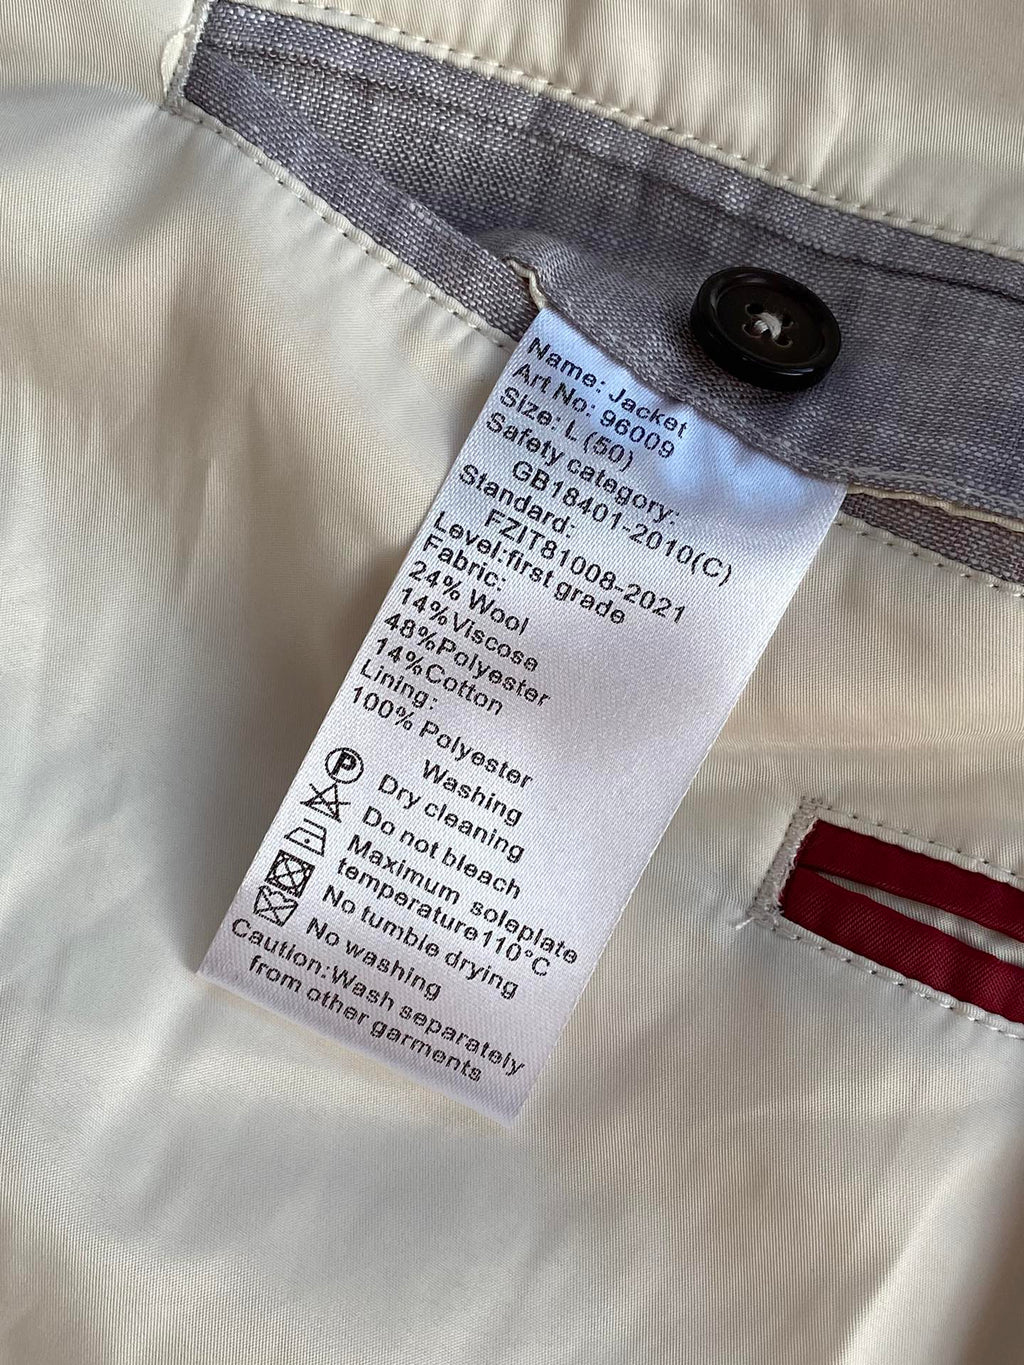 Name: Jacket
Art No: 96009
Size: L (50)
Safety category:
GB18401-2010(C)
Standard:
FZIT81008-2021
Level:first grade
Fabric:
24% Wool
14%Viscose
48%Polyester
14%Cotton
Lining:
100% Polyester
Washing
P Dry cleaning
Do not bleach
Maximum soleplate
temperature110°C
No tumble drying
No washing
Caution:Wash separately
from other garments